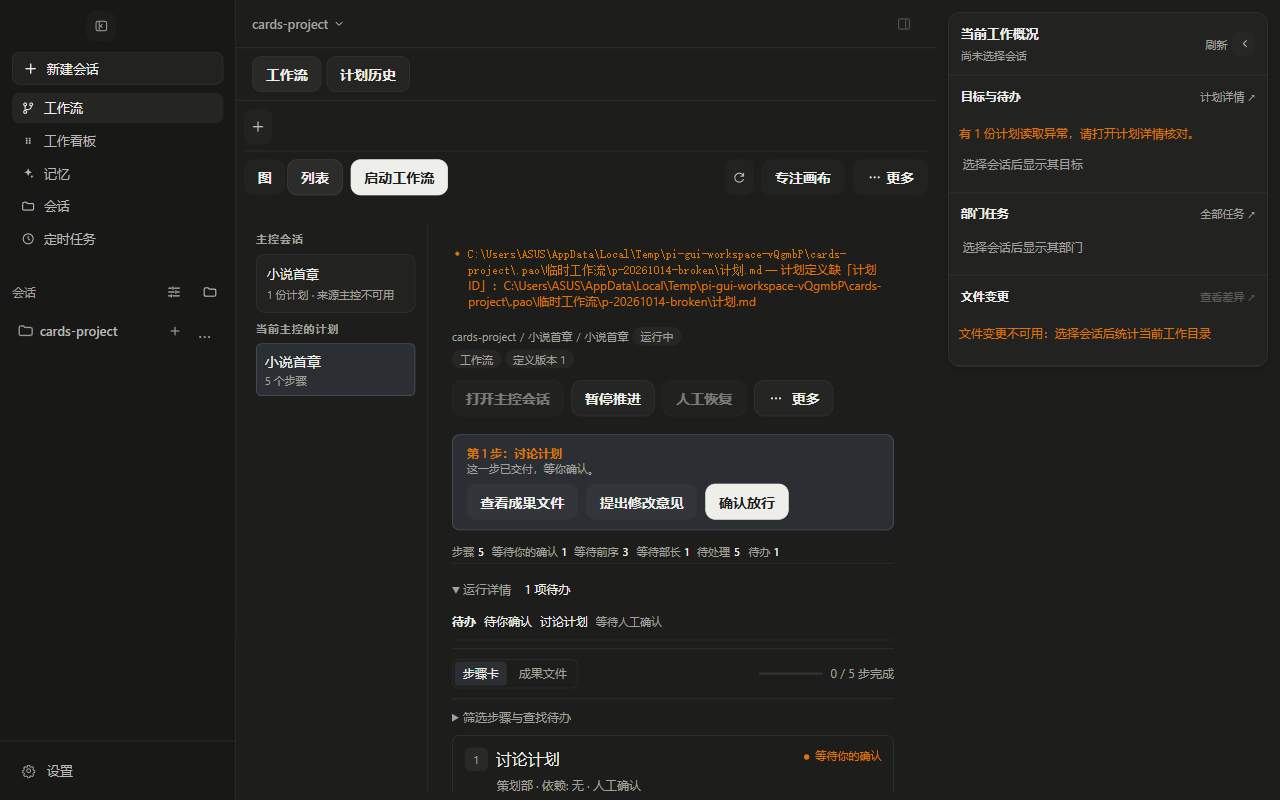 新建会话
工作流
工作看板
记忆
会话
定时任务
会话
cards-project
...
设置
cards-project
工作流
计划历史
图
列表
启动工作流
专注画布
··· 更多
主控会话
小说首章
1 份计划 · 来源主控不可用
当前主控的计划
小说首章
5 个步骤
C:\Users\ASUS\AppData\Local\Temp\pi-gui-workspace-vQgmbP\cards-
project\.pao\临时工作流\p-20261014-broken\计划.md — 计划定义缺「计划
ID」: C:\Users\ASUS\AppData\Local\Temp\pi-gui-workspace-vQgmbP\cards-
project\.pao\临时工作流\p-20261014-broken\计划.md
cards-project / 小说首章 / 小说首章 运行中
工作流 定义版本 1
打开主控会话
暂停推进
人工恢复
··· 更多
第 1 步：讨论计划
这一步已交付，等你确认。
查看成果文件
提出修改意见
确认放行
步骤 5 等待你的确认 1 等待前序 3 等待部长 1 待处理 5 待办 1
▼运行详情 1 项待办
待办 待你确认 讨论计划 等待人工确认
步骤卡 成果文件 0 / 5 步完成
▶ 筛选步骤与查找待办
1 讨论计划 等待你的确认
策划部 · 依赖: 无 · 人工确认
当前工作概况
尚未选择会话
刷新
目标与待办
计划详情 ↗
有 1 份计划读取异常，请打开计划详情核对。
选择会话后显示其目标
部门任务
全部任务 ↗
选择会话后显示其部门
文件变更
查看差异 ↗
文件变更不可用：选择会话后统计当前工作目录